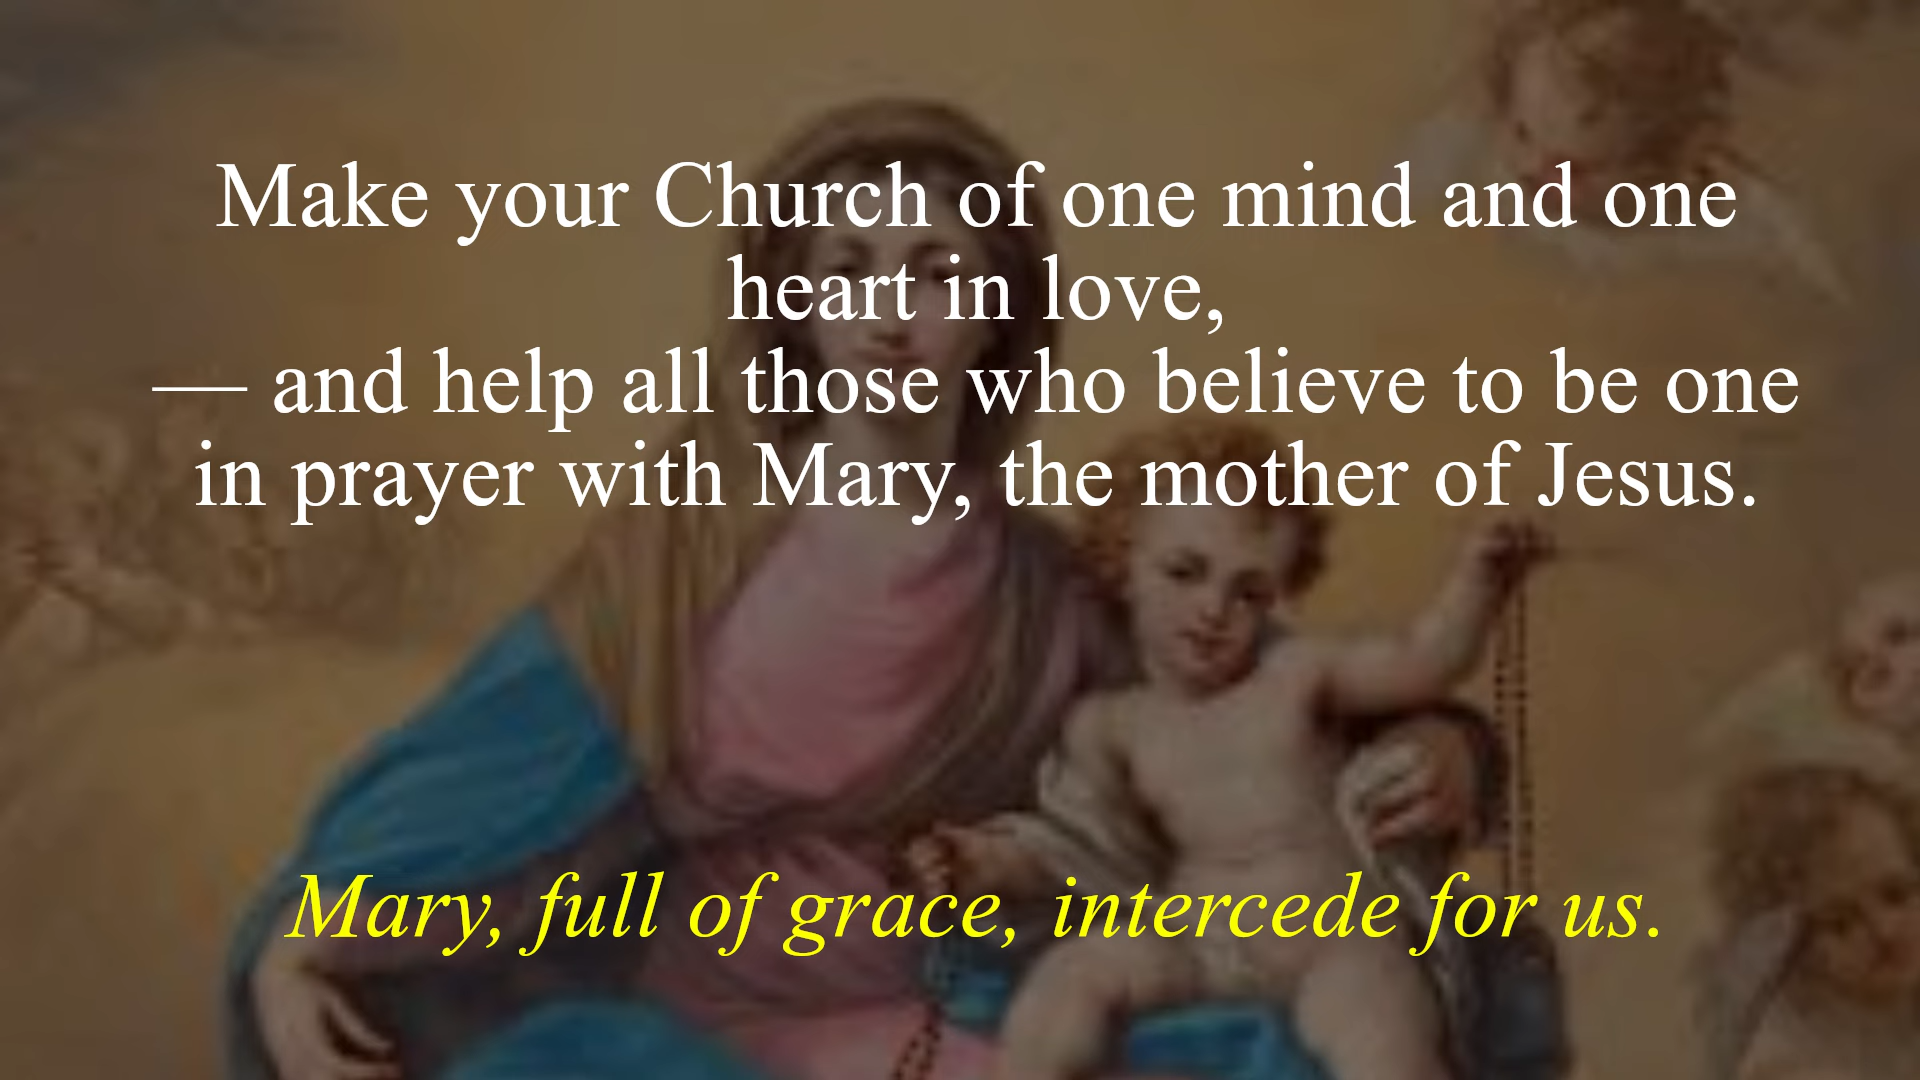 Make your Church of one mind and one
heart in love,
— and help all those who believe to be one
in prayer with Mary, the mother of Jesus.
Mary, full of grace, intercede for us.